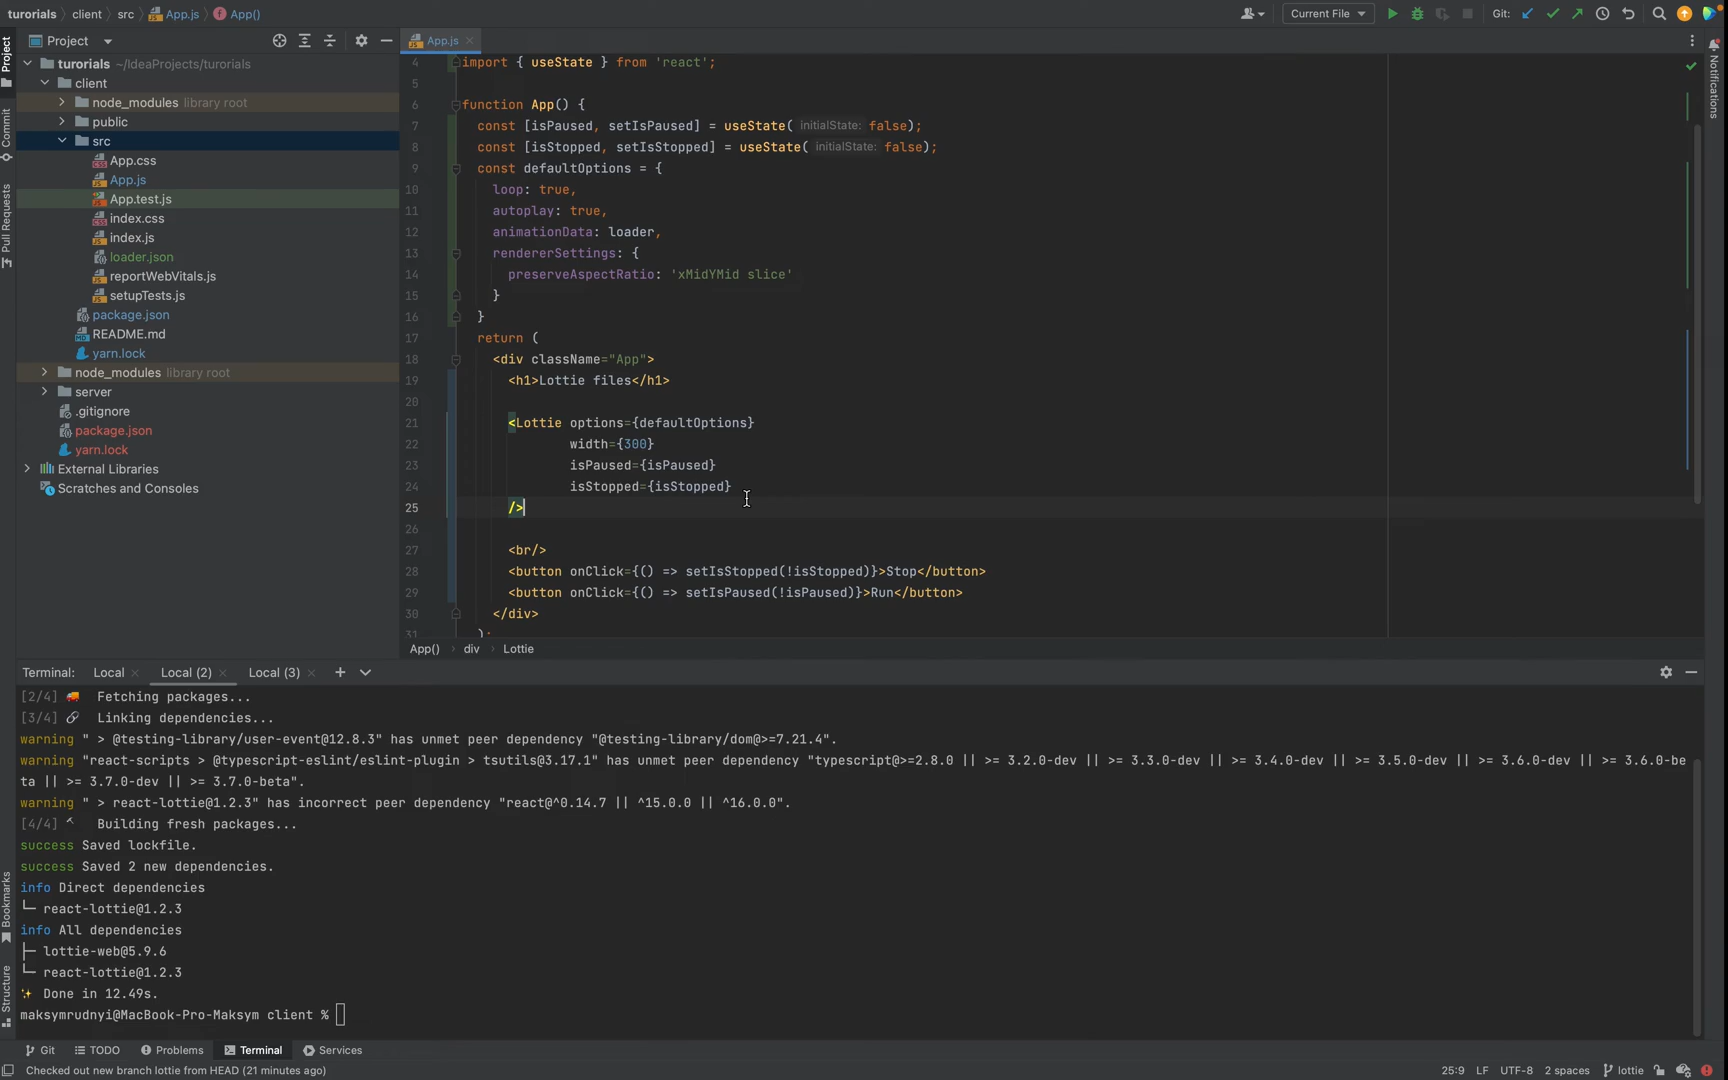 turorials > client > src > App.js > App()
Current File
Git:
Project
turorials ~/IdeaProjects/turorials
client
node_modules library root
public
src
App.css
App.js
App.test.js
index.css
index.js
loader.json
reportWebVitals.js
setupTests.js
package.json
README.md
yarn.lock
node_modules library root
server
.gitignore
package.json
yarn.lock
External Libraries
Scratches and Consoles
Project
Commit
Pull Requests
Bookmarks
Structure
Notifications
App.js
4 import { useState } from 'react';
5
6 function App() {
7 const [isPaused, setIsPaused] = useState( initialState: false);
8 const [isStopped, setIsStopped] = useState( initialState: false);
9 const defaultOptions = {
10 loop: true,
11 autoplay: true,
12 animationData: loader,
13 rendererSettings: {
14 preserveAspectRatio: 'xMidYMid slice'
15 }
16 }
17 return (
18 <div className="App">
19 <h1>Lottie files</h1>
20
21 <Lottie options={defaultOptions}
22 width={300}
23 isPaused={isPaused}
24 isStopped={isStopped}
25 />
26
27 <br/>
28 <button onClick={() => setIsStopped(!isStopped)}>Stop</button>
29 <button onClick={() => setIsPaused(!isPaused)}>Run</button>
30 </div>
31 );
App() > div > Lottie
Terminal: Local Local (2) Local (3)
[2/4] 🚚 Fetching packages...
[3/4] 🔗 Linking dependencies...
warning " > @testing-library/user-event@12.8.3" has unmet peer dependency "@testing-library/dom@>=7.21.4".
warning "react-scripts > @typescript-eslint/eslint-plugin > tsutils@3.17.1" has unmet peer dependency "typescript@>=2.8.0 || >= 3.2.0-dev || >= 3.3.0-dev || >= 3.4.0-dev || >= 3.5.0-dev || >= 3.6.0-dev || >= 3.6.0-be
ta || >= 3.7.0-dev || >= 3.7.0-beta".
warning " > react-lottie@1.2.3" has incorrect peer dependency "react@^0.14.7 || ^15.0.0 || ^16.0.0".
[4/4] 🔨 Building fresh packages...
success Saved lockfile.
success Saved 2 new dependencies.
info Direct dependencies
└─ react-lottie@1.2.3
info All dependencies
├─ lottie-web@5.9.6
└─ react-lottie@1.2.3
✨ Done in 12.49s.
maksymrudnyi@MacBook-Pro-Maksym client %
Git TODO Problems Terminal Services
Checked out new branch lottie from HEAD (21 minutes ago)
25:9 LF UTF-8 2 spaces lottie